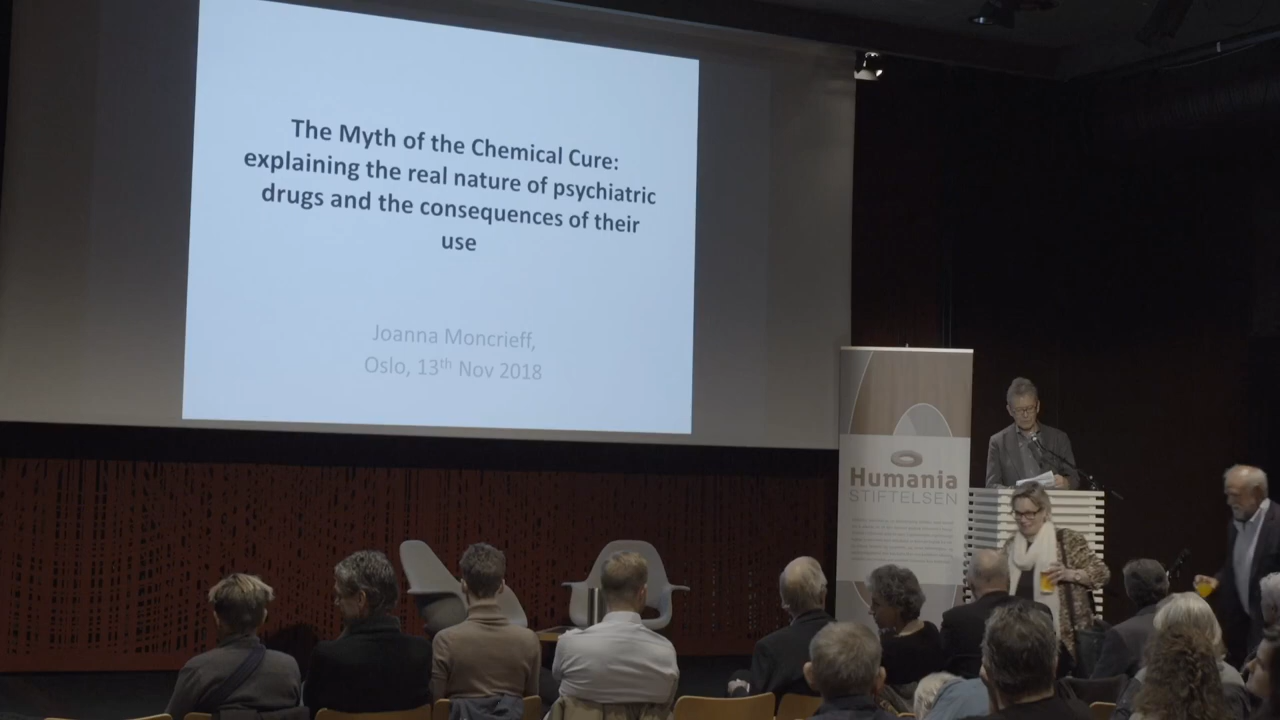 The Myth of the Chemical Cure:
explaining the real nature of psychiatric
drugs and the consequences of their
use
Joanna Moncrieff,
Oslo, 13th Nov 2018
Humania
STIFTELSEN